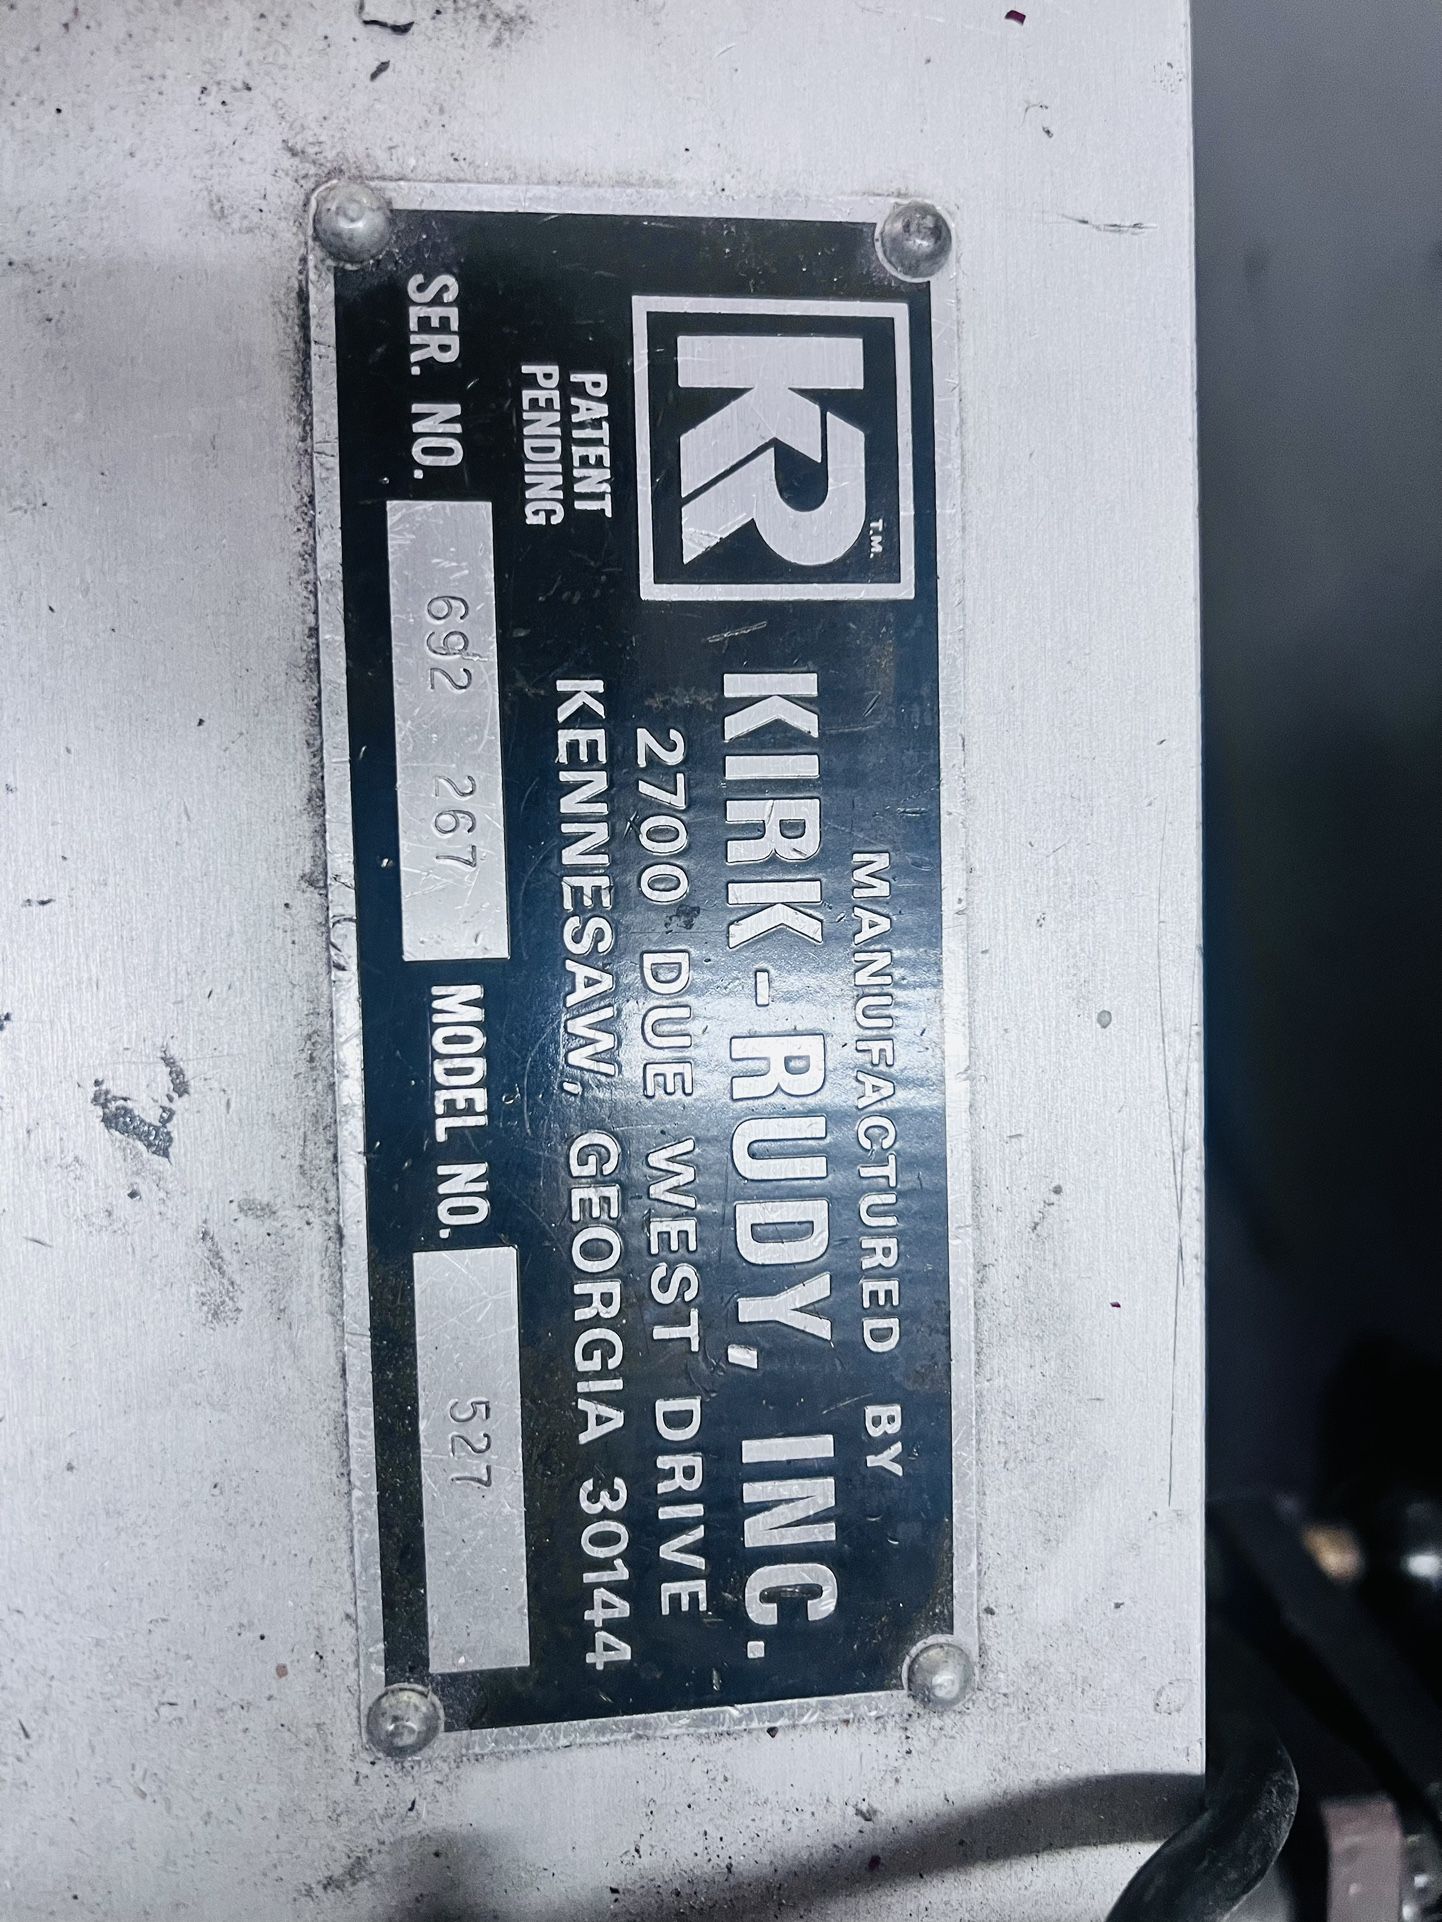 KR T.M.
MANUFACTURED BY
KIRK-RUDY, INC.
2700 DUE WEST DRIVE
KENNESAW, GEORGIA 30144
PATENT
PENDING
SER. NO. 692 267 MODEL NO. 527